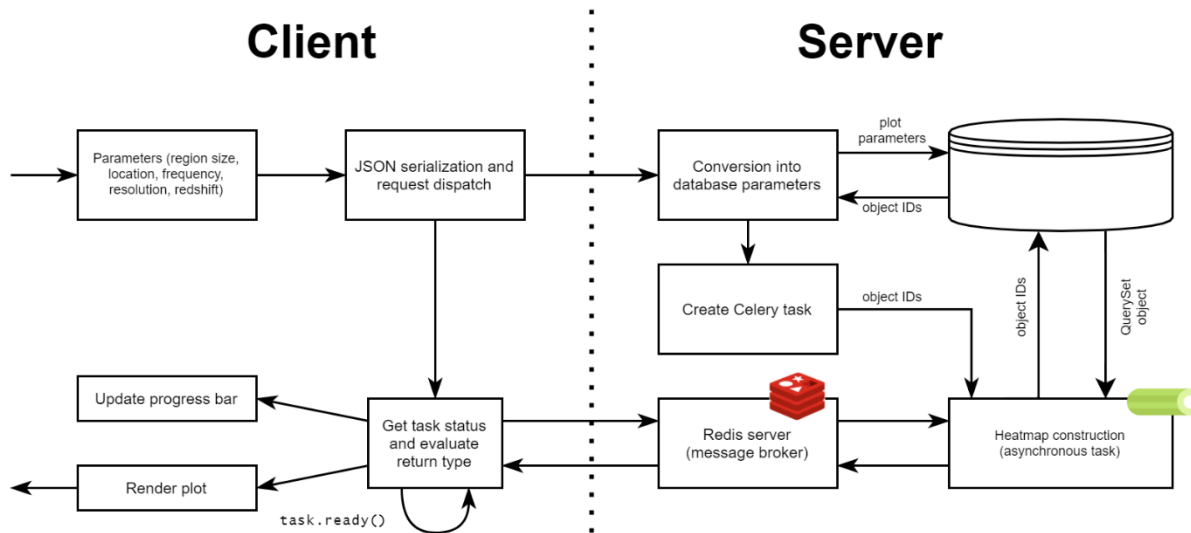 Client
Server
Parameters (region size,
location, frequency,
resolution, redshift)
JSON serialization and
request dispatch
Conversion into
database parameters
plot
parameters
object IDs
Create Celery task
object IDs
object IDs
QuerySet
object
Update progress bar
Render plot
Get task status
and evaluate
return type
task.ready()
Redis server
(message broker)
Heatmap construction
(asynchronous task)